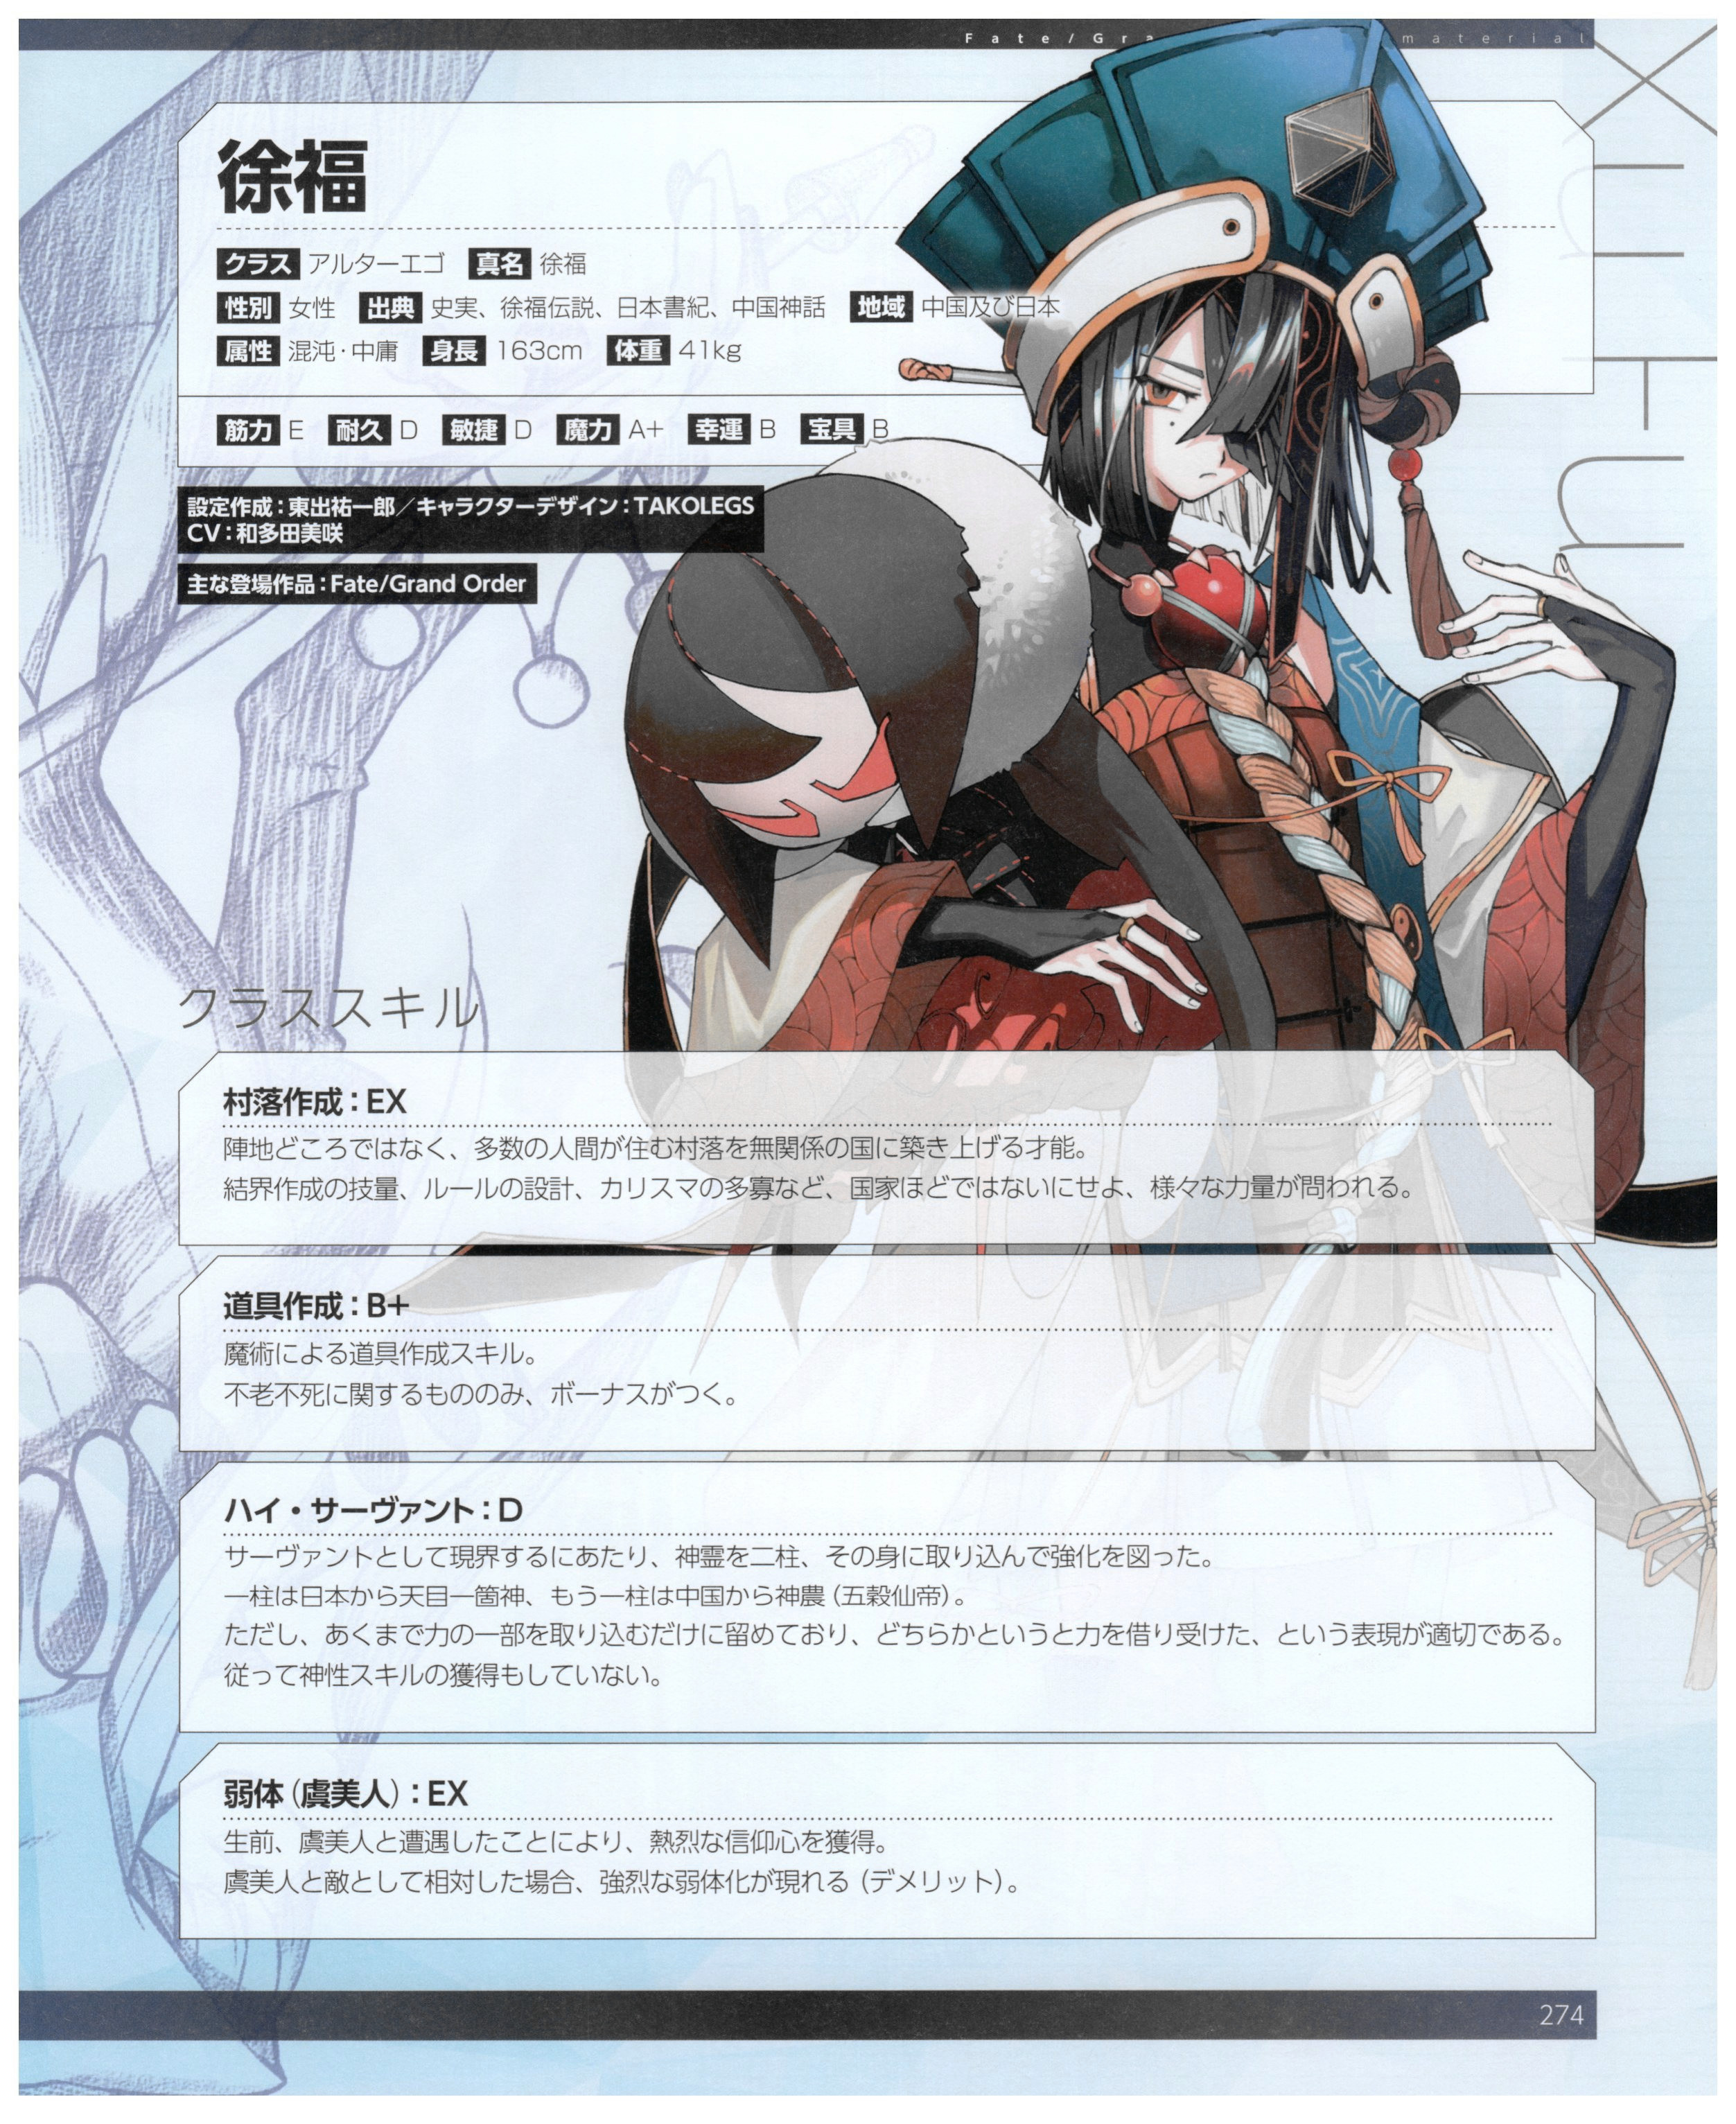 Fate/Gra material
Xu Fu
徐福
クラス アルターエゴ 真名 徐福
性別 女性 出典 史実、徐福伝説、日本書紀、中国神話 地域 中国及び日本
属性 混沌・中庸 身長 163cm 体重 41kg
筋力 E 耐久 D 敏捷 D 魔力 A+ 幸運 B 宝具 B
設定作成:東出祐一郎/キャラクターデザイン:TAKOLEGS
CV:和多田美咲
主な登場作品:Fate/Grand Order
クラススキル
村落作成:EX
陣地どころではなく、多数の人間が住む村落を無関係の国に築き上げる才能。
結界作成の技量、ルールの設計、カリスマの多寡など、国家ほどではないにせよ、様々な力量が問われる。
道具作成:B+
魔術による道具作成スキル。
不老不死に関するもののみ、ボーナスがつく。
ハイ・サーヴァント:D
サーヴァントとして現界するにあたり、神霊を二柱、その身に取り込んで強化を図った。
一柱は日本から天目一箇神、もう一柱は中国から神農(五穀仙帝)。
ただし、あくまで力の一部を取り込むだけに留めており、どちらかというと力を借り受けた、という表現が適切である。
従って神性スキルの獲得もしていない。
弱体(虞美人):EX
生前、虞美人と遭遇したことにより、熱烈な信仰心を獲得。
虞美人と敵として相対した場合、強烈な弱体化が現れる(デメリット)。
274